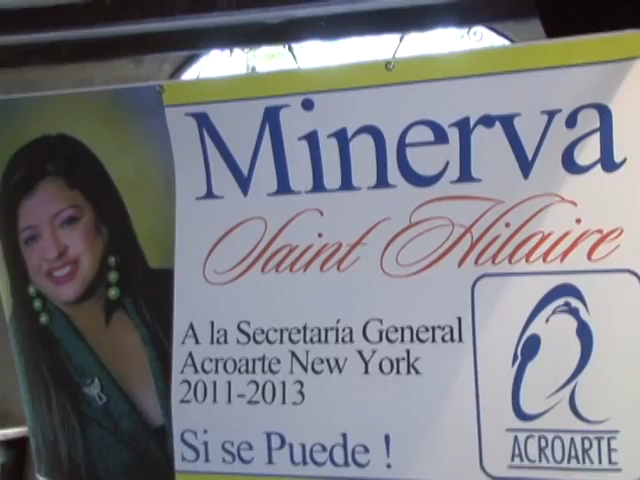 Minerva
Saint Hilaire
A la Secretaría General
Acroarte New York
2011-2013
Si se Puede !
ACROARTE